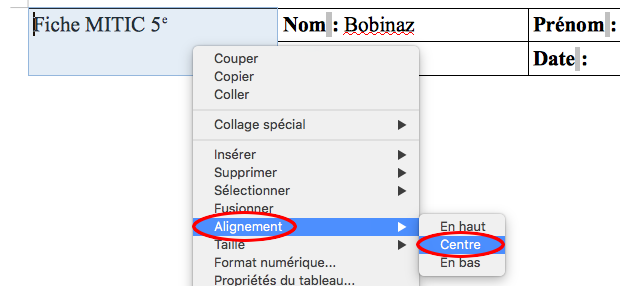 Fiche MITIC 5e
Nom : Bobinaz
Prénom :
Date :
Couper
Copier
Coller
Collage spécial
Insérer
Supprimer
Sélectionner
Fusionner
Alignement
Taille
Format numérique...
Propriétés du tableau...
En haut
Centre
En bas